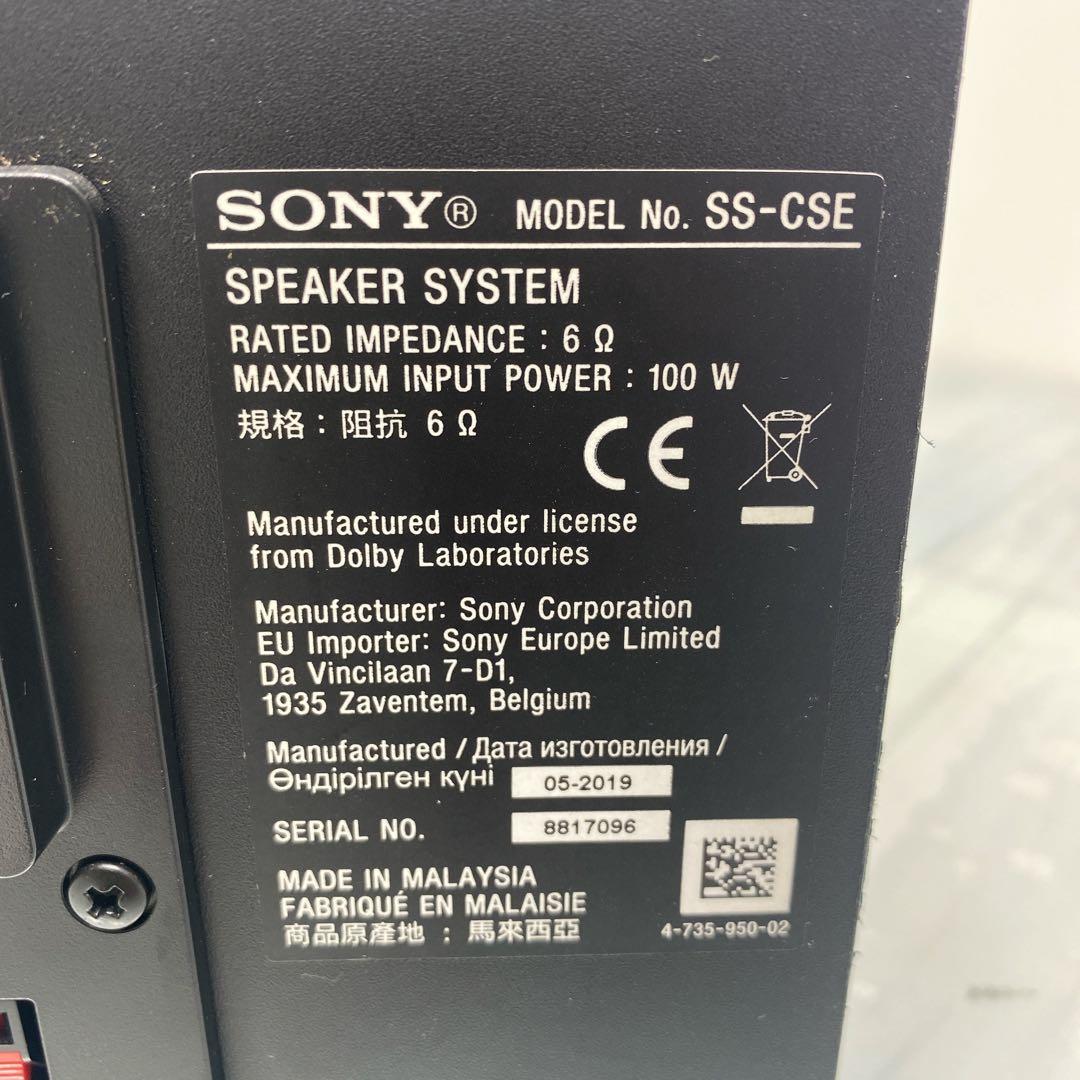 SONY® MODEL No. SS-CSE
SPEAKER SYSTEM
RATED IMPEDANCE : 6 Ω
MAXIMUM INPUT POWER : 100 W
規格 : 阻抗 6 Ω
CE
Manufactured under license
from Dolby Laboratories
Manufacturer: Sony Corporation
EU Importer: Sony Europe Limited
Da Vincilaan 7-D1,
1935 Zaventem, Belgium
Manufactured / Дата изготовления /
Өндірілген күні 05-2019
SERIAL NO. 8817096
MADE IN MALAYSIA
FABRIQUÉ EN MALAISIE
商品原產地 : 馬來西亞
4-735-950-02